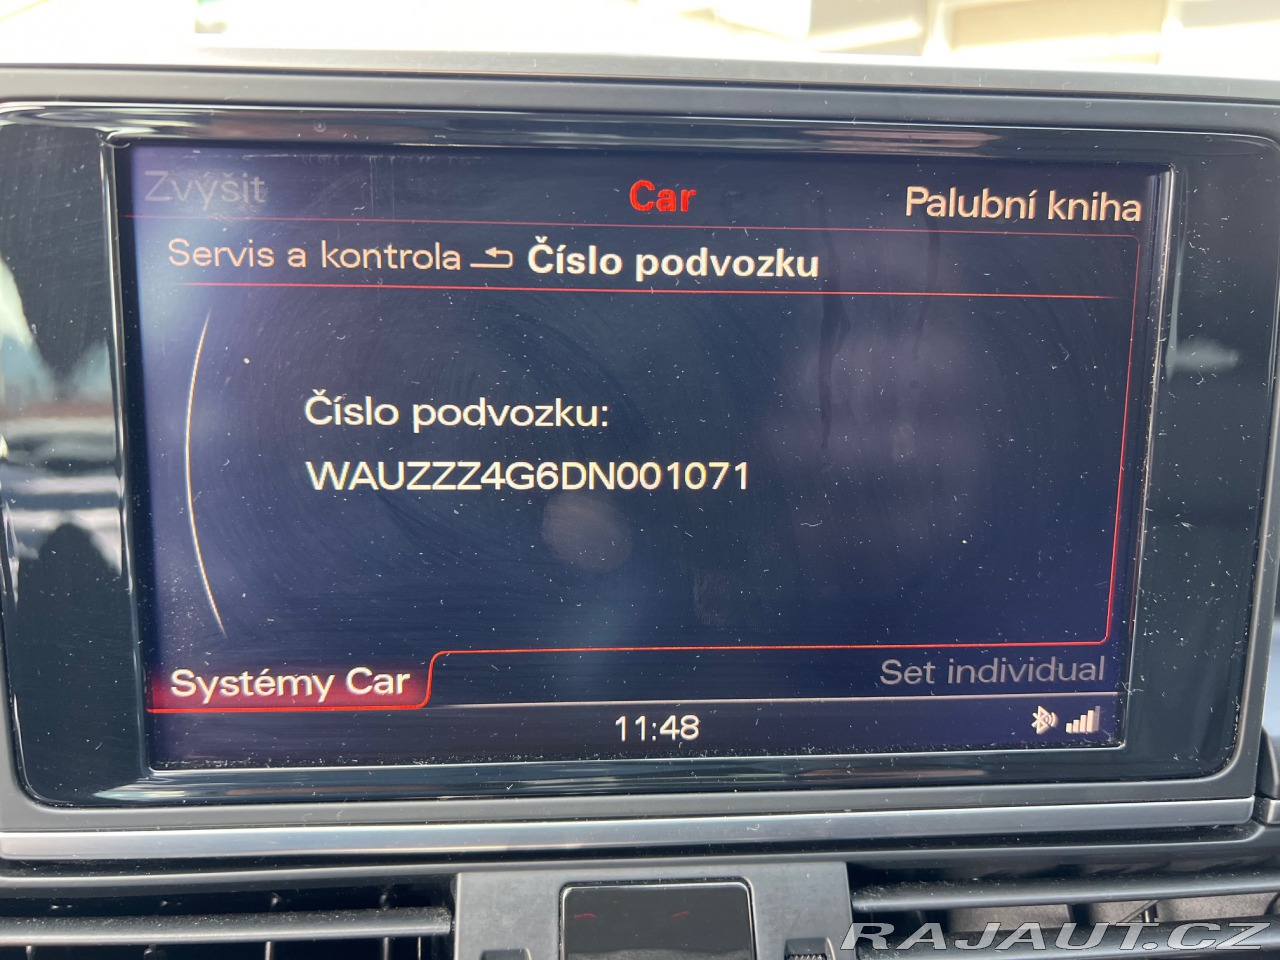 Zvýšit
Car
Palubní kniha
Servis a kontrola
Číslo podvozku
Číslo podvozku:
WAUZZZ4G6DN001071
Systémy Car
Set individual
11:48
RAJAUT.CZ